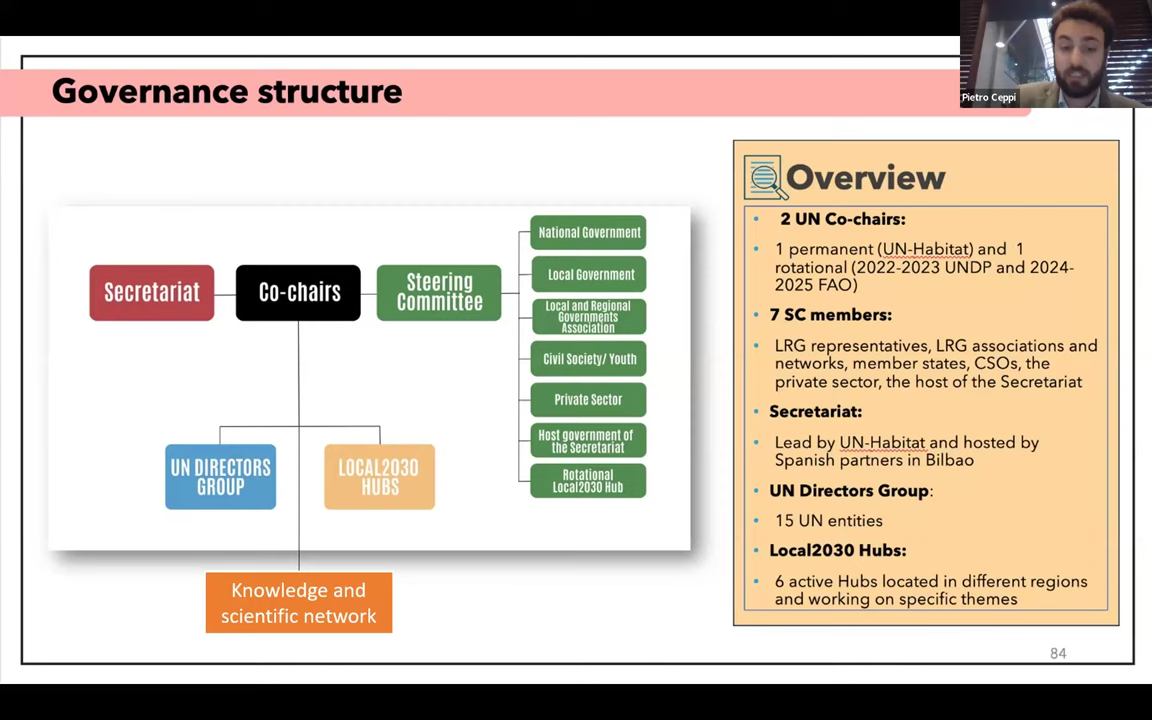 Governance structure
Pietro Ceppi
Secretariat
Co-chairs
Steering
Committee
National Government
Local Government
Local and Regional
Governments
Association
Civil Society/ Youth
Private Sector
Host government of
the Secretariat
Rotational
Local2030 Hub
UN DIRECTORS
GROUP
LOCAL2030
HUBS
Knowledge and
scientific network
Overview
• 2 UN Co-chairs:
• 1 permanent (UN-Habitat) and 1
rotational (2022-2023 UNDP and 2024-
2025 FAO)
• 7 SC members:
• LRG representatives, LRG associations and
networks, member states, CSOs, the
private sector, the host of the Secretariat
• Secretariat:
• Lead by UN-Habitat and hosted by
Spanish partners in Bilbao
• UN Directors Group:
• 15 UN entities
• Local2030 Hubs:
• 6 active Hubs located in different regions
and working on specific themes
84